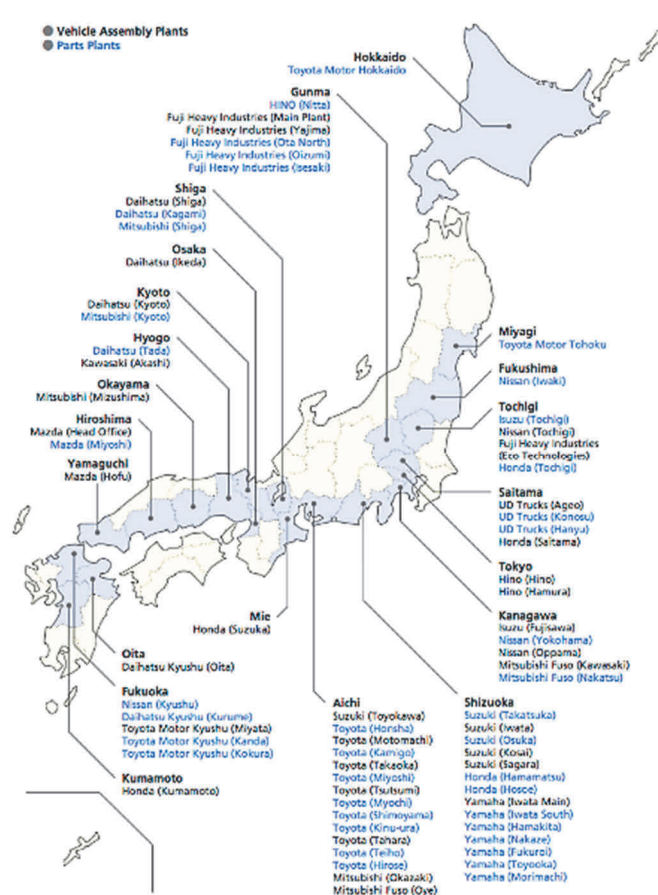 Vehicle Assembly Plants
Parts Plants
Hokkaido
Toyota Motor Hokkaido
Gunma
HINO (Nitta)
Fuji Heavy Industries (Main Plant)
Fuji Heavy Industries (Yajima)
Fuji Heavy Industries (Ota North)
Fuji Heavy Industries (Oizumi)
Fuji Heavy Industries (Isesaki)
Shiga
Daihatsu (Shiga)
Daihatsu (Kagami)
Mitsubishi (Shiga)
Osaka
Daihatsu (Ikeda)
Kyoto
Daihatsu (Kyoto)
Mitsubishi (Kyoto)
Hyogo
Daihatsu (Tada)
Kawasaki (Akashi)
Okayama
Mitsubishi (Mizushima)
Hiroshima
Mazda (Head Office)
Mazda (Miyoshi)
Yamaguchi
Mazda (Hofu)
Miyagi
Toyota Motor Tohoku
Fukushima
Nissan (Iwaki)
Tochigi
Isuzu (Tochigi)
Nissan (Tochigi)
Fuji Heavy Industries
(Eco Technologies)
Honda (Tochigi)
Saitama
UD Trucks (Ageo)
UD Trucks (Konosu)
UD Trucks (Hanyu)
Honda (Saitama)
Tokyo
Hino (Hino)
Hino (Hamura)
Kanagawa
Isuzu (Fujisawa)
Nissan (Yokohama)
Nissan (Oppama)
Mitsubishi Fuso (Kawasaki)
Mitsubishi Fuso (Nakatsu)
Mie
Honda (Suzuka)
Oita
Daihatsu Kyushu (Oita)
Fukuoka
Nissan (Kyushu)
Daihatsu Kyushu (Kurume)
Toyota Motor Kyushu (Miyata)
Toyota Motor Kyushu (Kanda)
Toyota Motor Kyushu (Kokura)
Kumamoto
Honda (Kumamoto)
Aichi
Suzuki (Toyokawa)
Toyota (Honsha)
Toyota (Motomachi)
Toyota (Kamigo)
Toyota (Takaoka)
Toyota (Miyoshi)
Toyota (Tsutsumi)
Toyota (Myochi)
Toyota (Shimoyama)
Toyota (Kinu-ura)
Toyota (Tahara)
Toyota (Teiho)
Toyota (Hirose)
Mitsubishi (Okazaki)
Mitsubishi Fuso (Oye)
Shizuoka
Suzuki (Takatsuka)
Suzuki (Iwata)
Suzuki (Osuka)
Suzuki (Kosai)
Suzuki (Sagara)
Honda (Hamamatsu)
Honda (Hosoe)
Yamaha (Iwata Main)
Yamaha (Iwata South)
Yamaha (Hamakita)
Yamaha (Nakaze)
Yamaha (Fukuroi)
Yamaha (Toyooka)
Yamaha (Morimachi)